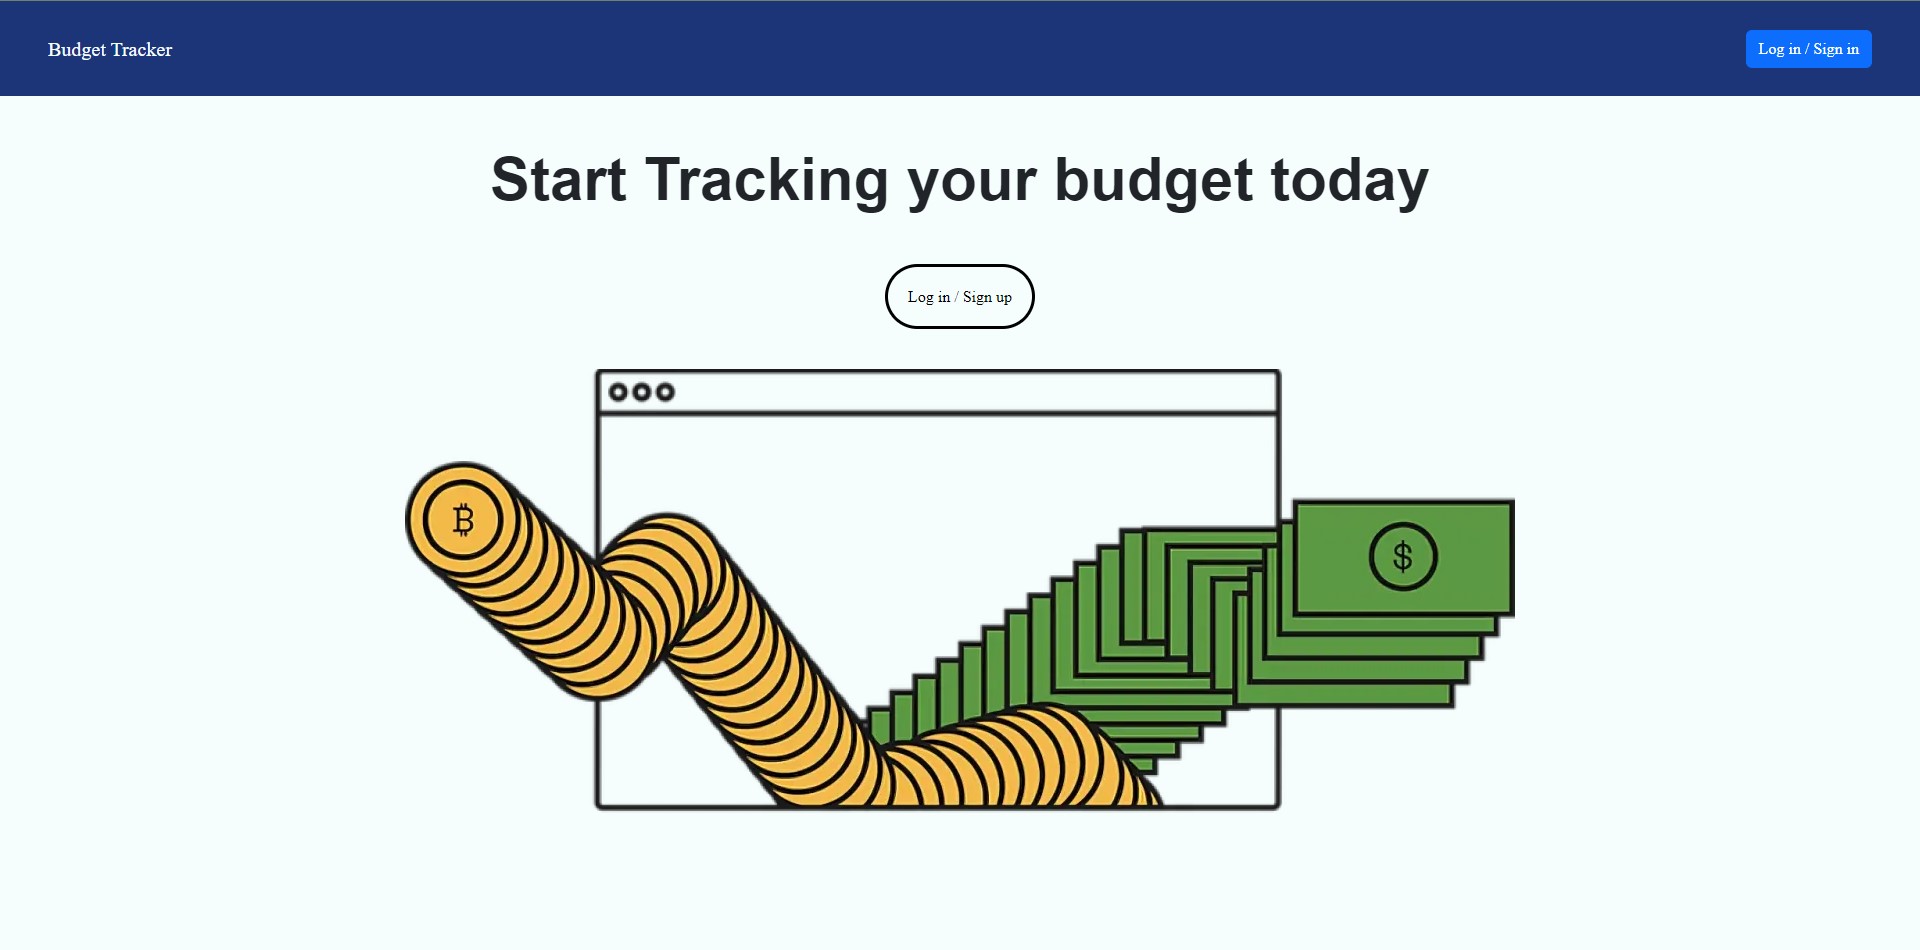 Budget Tracker
Log in / Sign in
Start Tracking your budget today
Log in / Sign up
₿
$